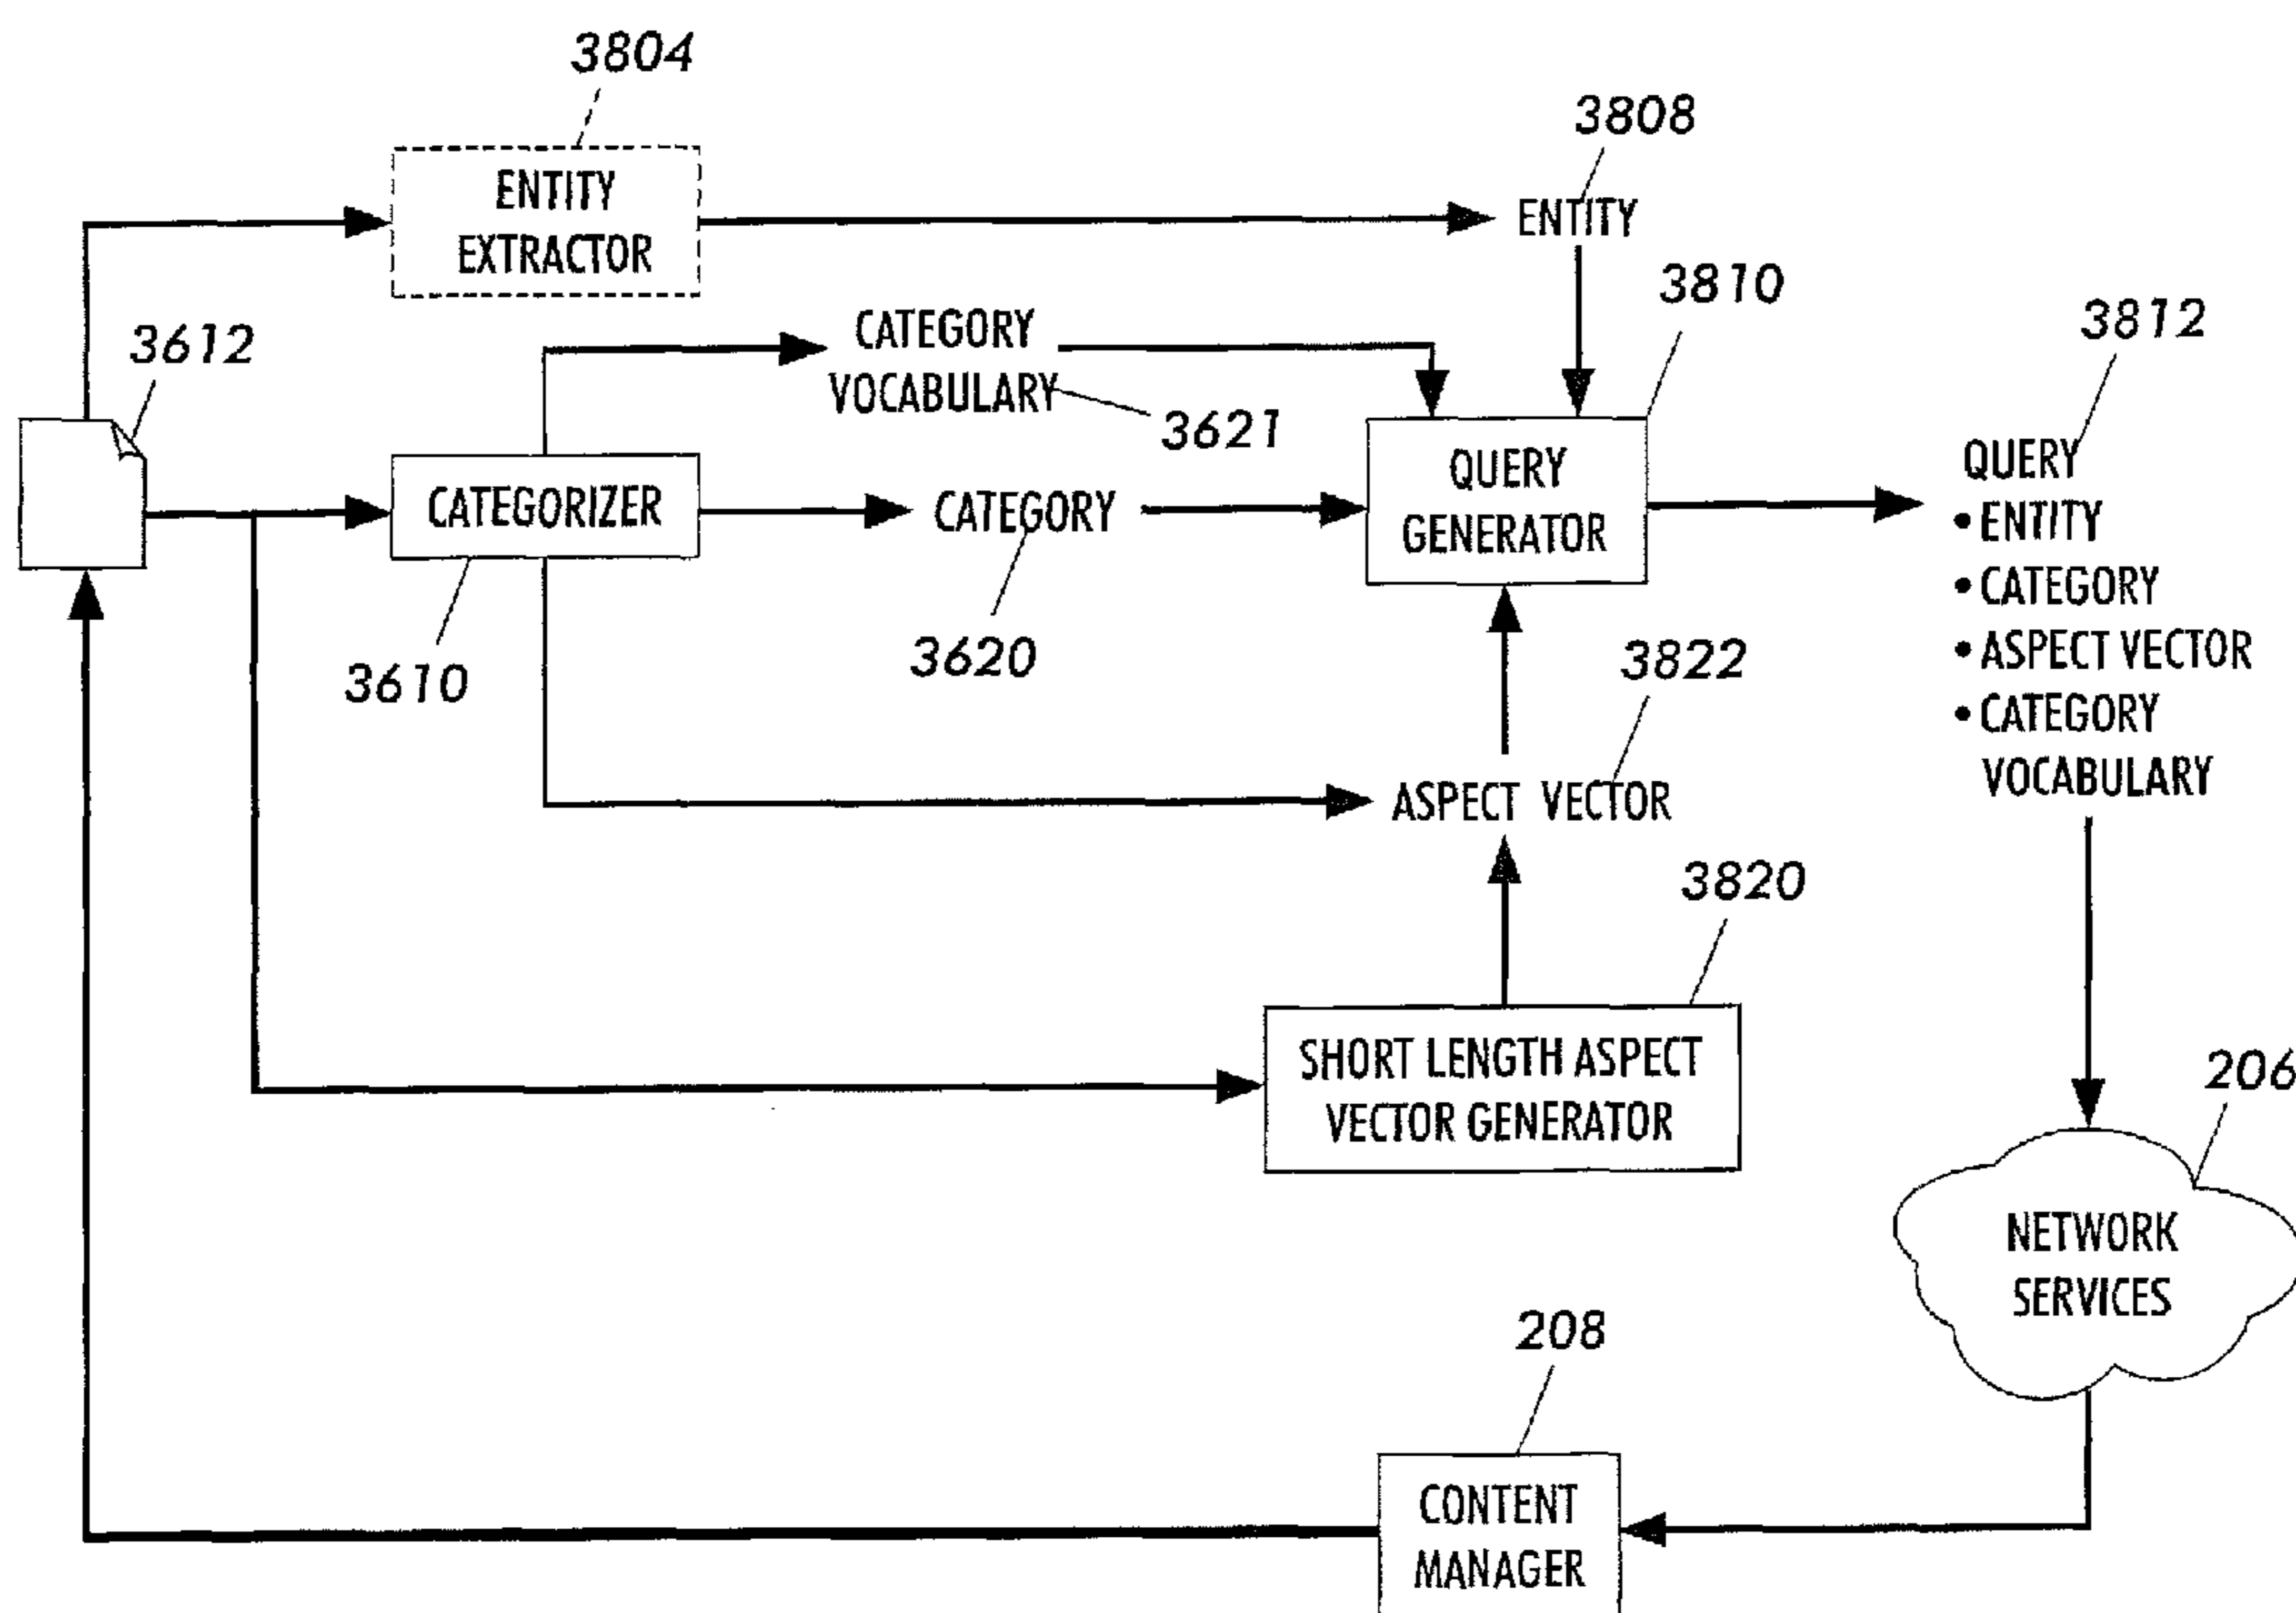 3804
3808
ENTITY
EXTRACTOR
ENTITY
3810
3812
3612
CATEGORY
VOCABULARY
3621
CATEGORIZER
CATEGORY
QUERY
GENERATOR
QUERY
• ENTITY
• CATEGORY
• ASPECT VECTOR
• CATEGORY
VOCABULARY
3610
3620
3822
ASPECT VECTOR
3820
SHORT LENGTH ASPECT
VECTOR GENERATOR
206
NETWORK
SERVICES
208
CONTENT
MANAGER